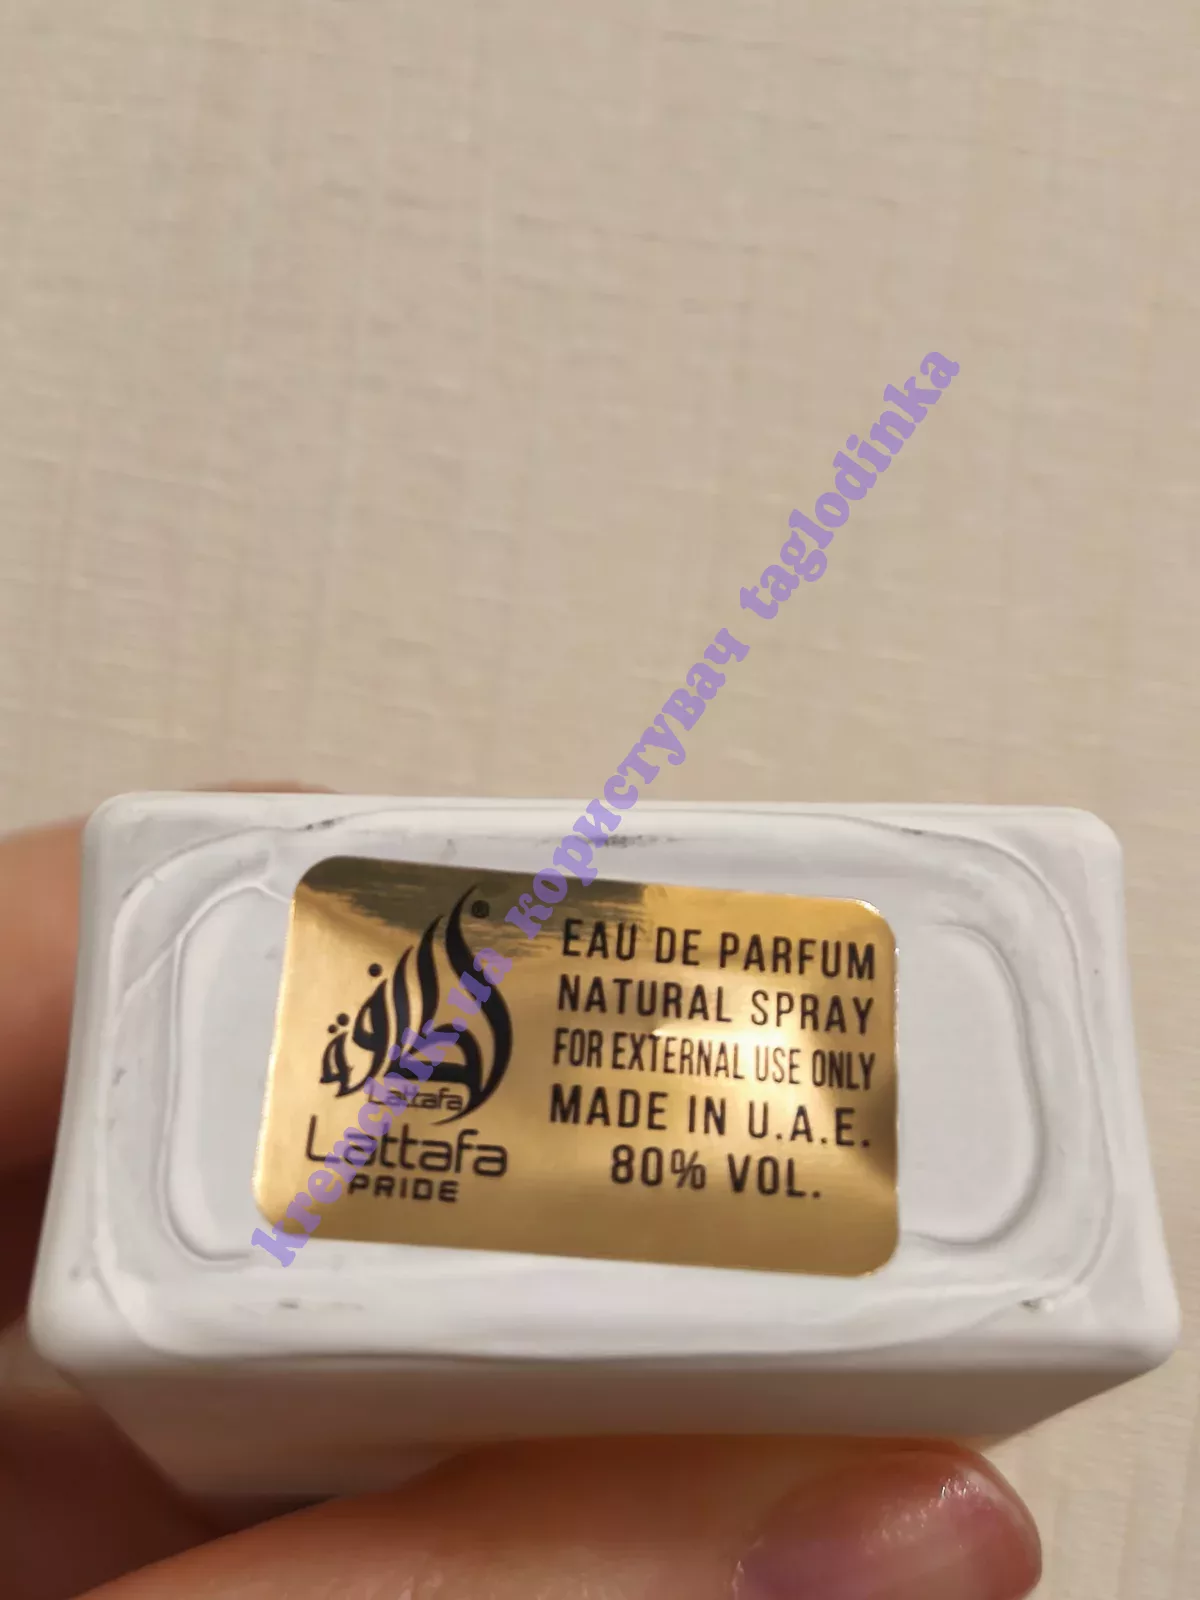 لطافة
Lattafa
Lattafa
PRIDE
EAU DE PARFUM
NATURAL SPRAY
FOR EXTERNAL USE ONLY
MADE IN U.A.E.
80% VOL.
kremchik.ua користувач taglodinka